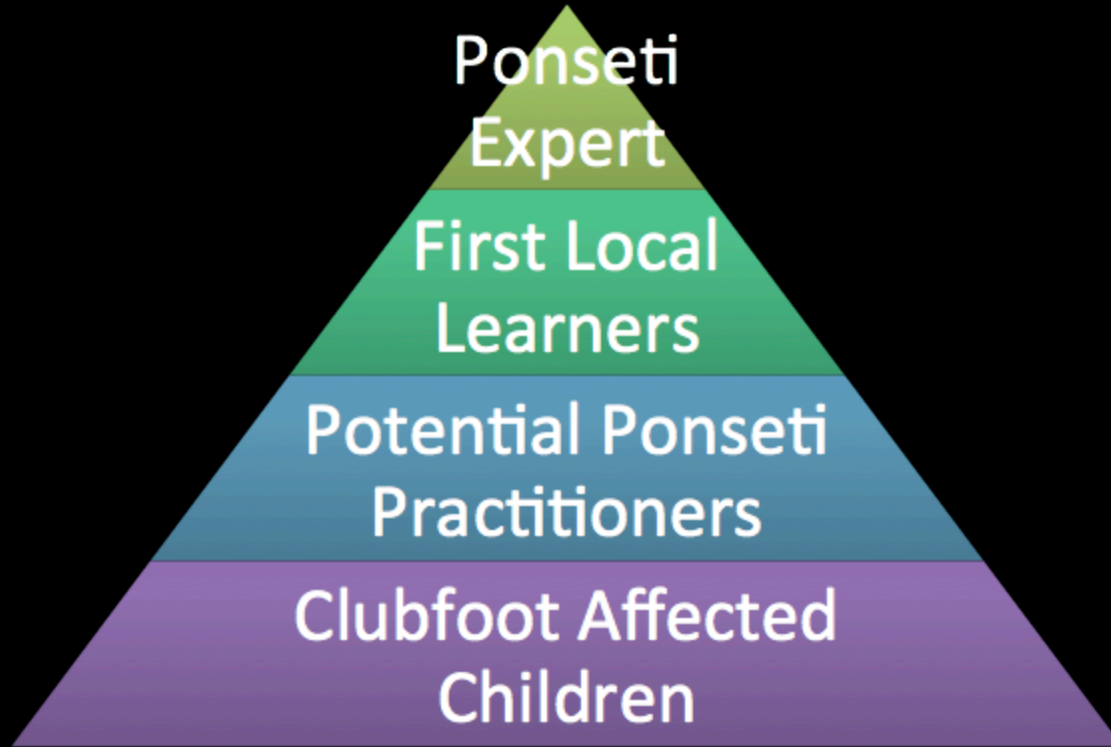 Ponseti
Expert
First Local
Learners
Potential Ponseti
Practitioners
Clubfoot Affected
Children